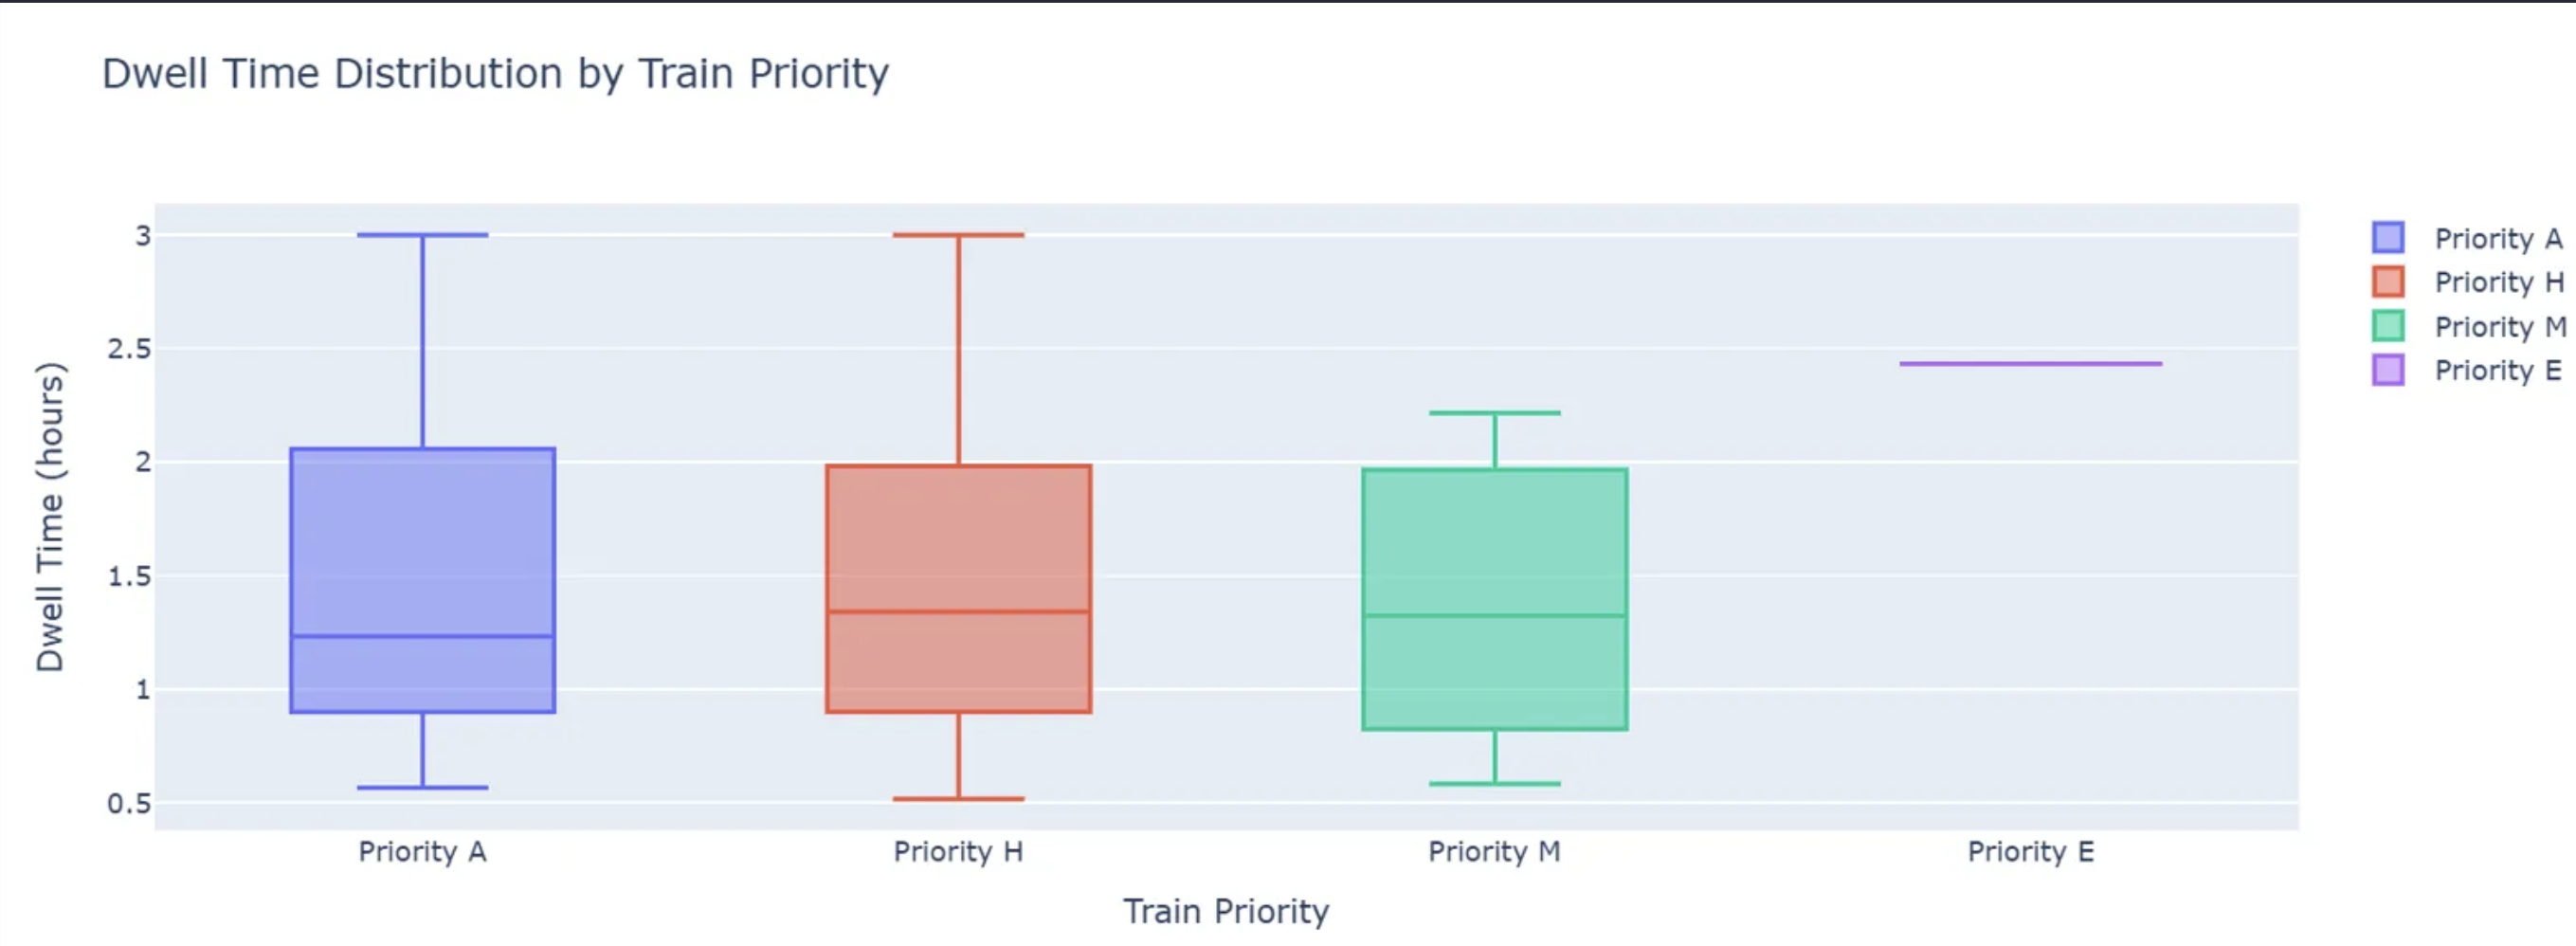 Dwell Time Distribution by Train Priority
Dwell Time (hours)
3
2.5
2
1.5
1
0.5
Priority A
Priority H
Priority M
Priority E
Train Priority
Priority A
Priority H
Priority M
Priority E